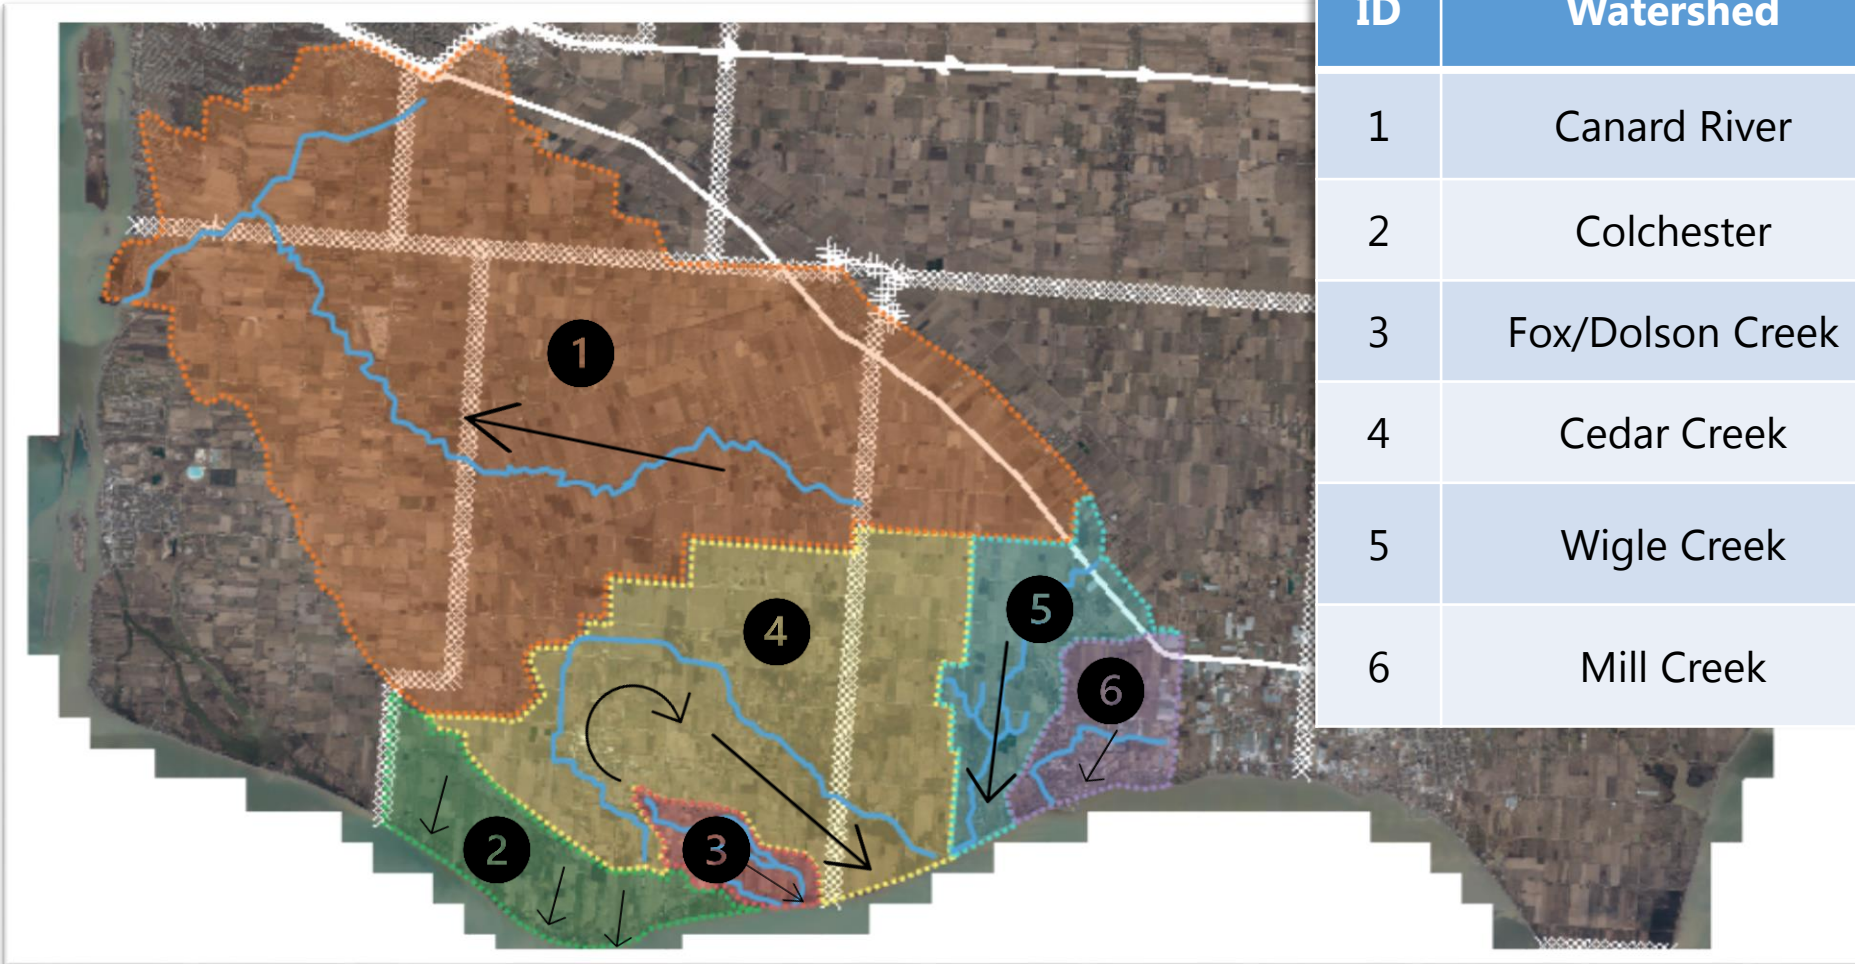 ID Watershed
1 Canard River
2 Colchester
3 Fox/Dolson Creek
4 Cedar Creek
5 Wigle Creek
6 Mill Creek
1
4
5
6
2
3